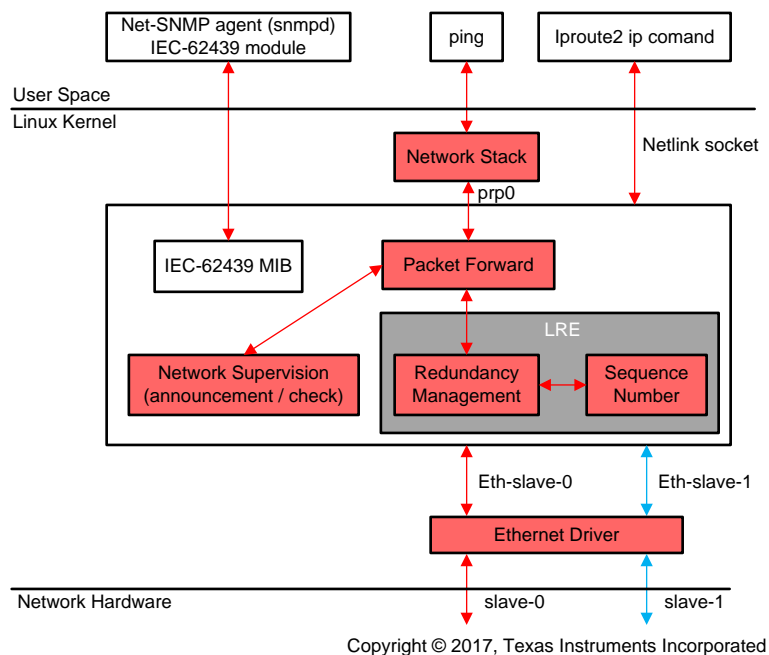 Net-SNMP agent (snmpd)
IEC-62439 module
ping
Iproute2 ip comand
User Space
Linux Kernel
Network Stack
Netlink socket
prp0
IEC-62439 MIB
Packet Forward
LRE
Network Supervision
(announcement / check)
Redundancy
Management
Sequence
Number
Eth-slave-0
Eth-slave-1
Ethernet Driver
Network Hardware
slave-0
slave-1
Copyright © 2017, Texas Instruments Incorporated